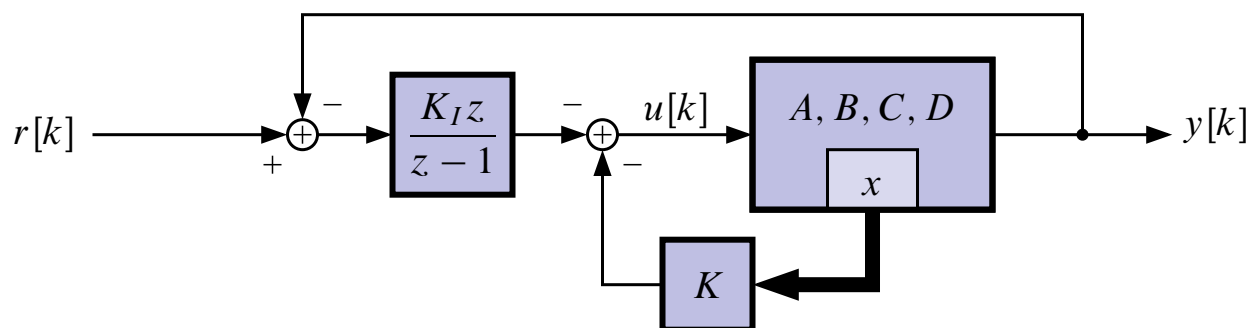 −
K_I z
−
u[k]
A, B, C, D
r[k]
+
+
y[k]
+
z − 1
−
x
K